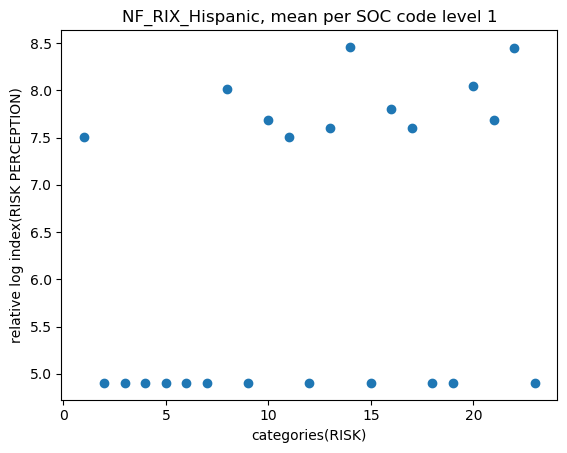 NF_RIX_Hispanic, mean per SOC code level 1
relative log index(RISK PERCEPTION)
8.5
8.0
7.5
7.0
6.5
6.0
5.5
5.0
0 5 10 15 20
categories(RISK)